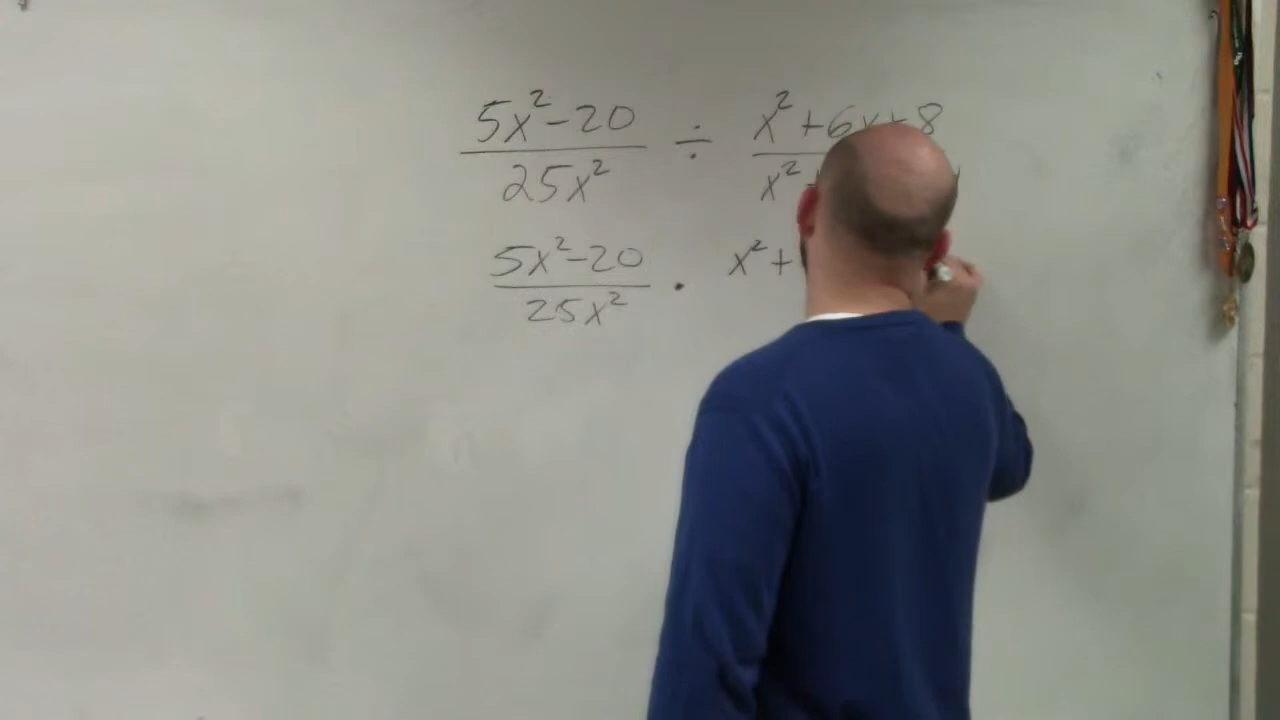 5x²-20 ÷ x²+6x+8
25x² x²
5x²-20 · x²+
25x²